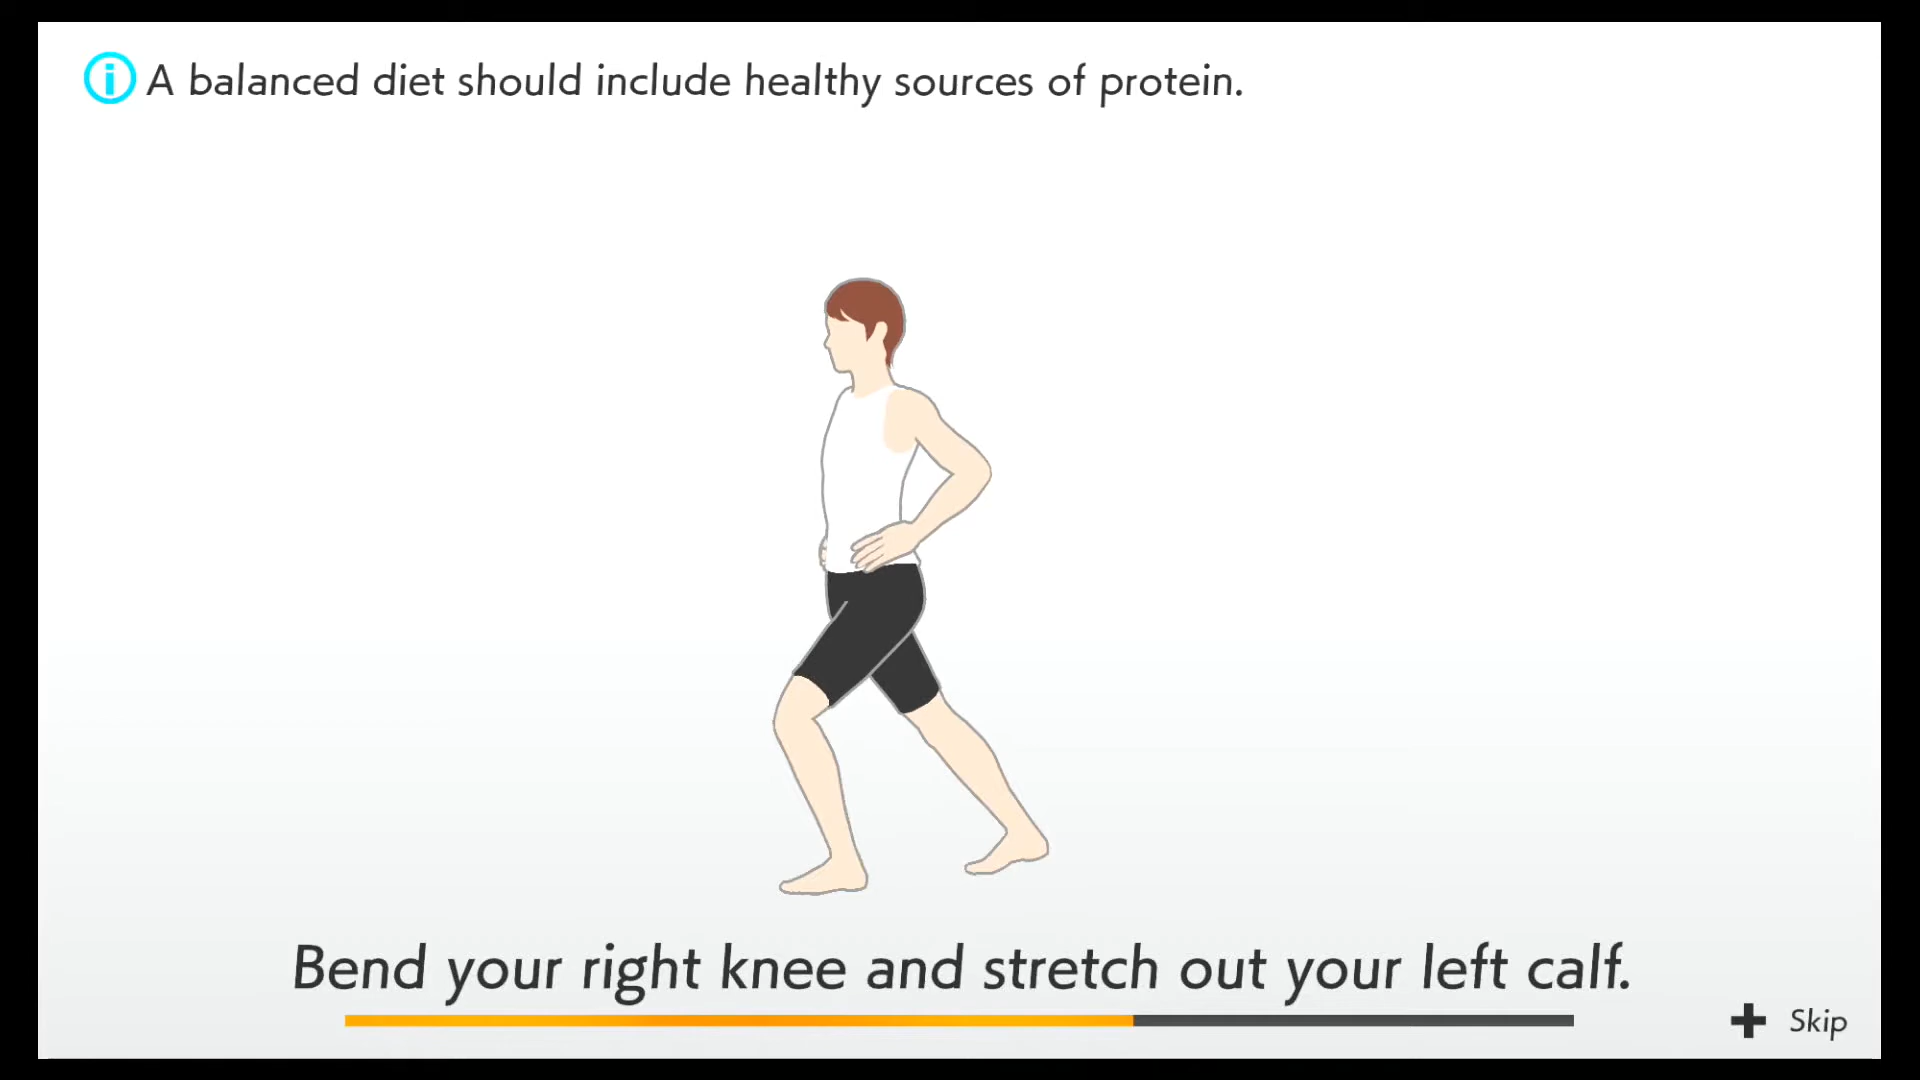 A balanced diet should include healthy sources of protein.
Bend your right knee and stretch out your left calf.
Skip